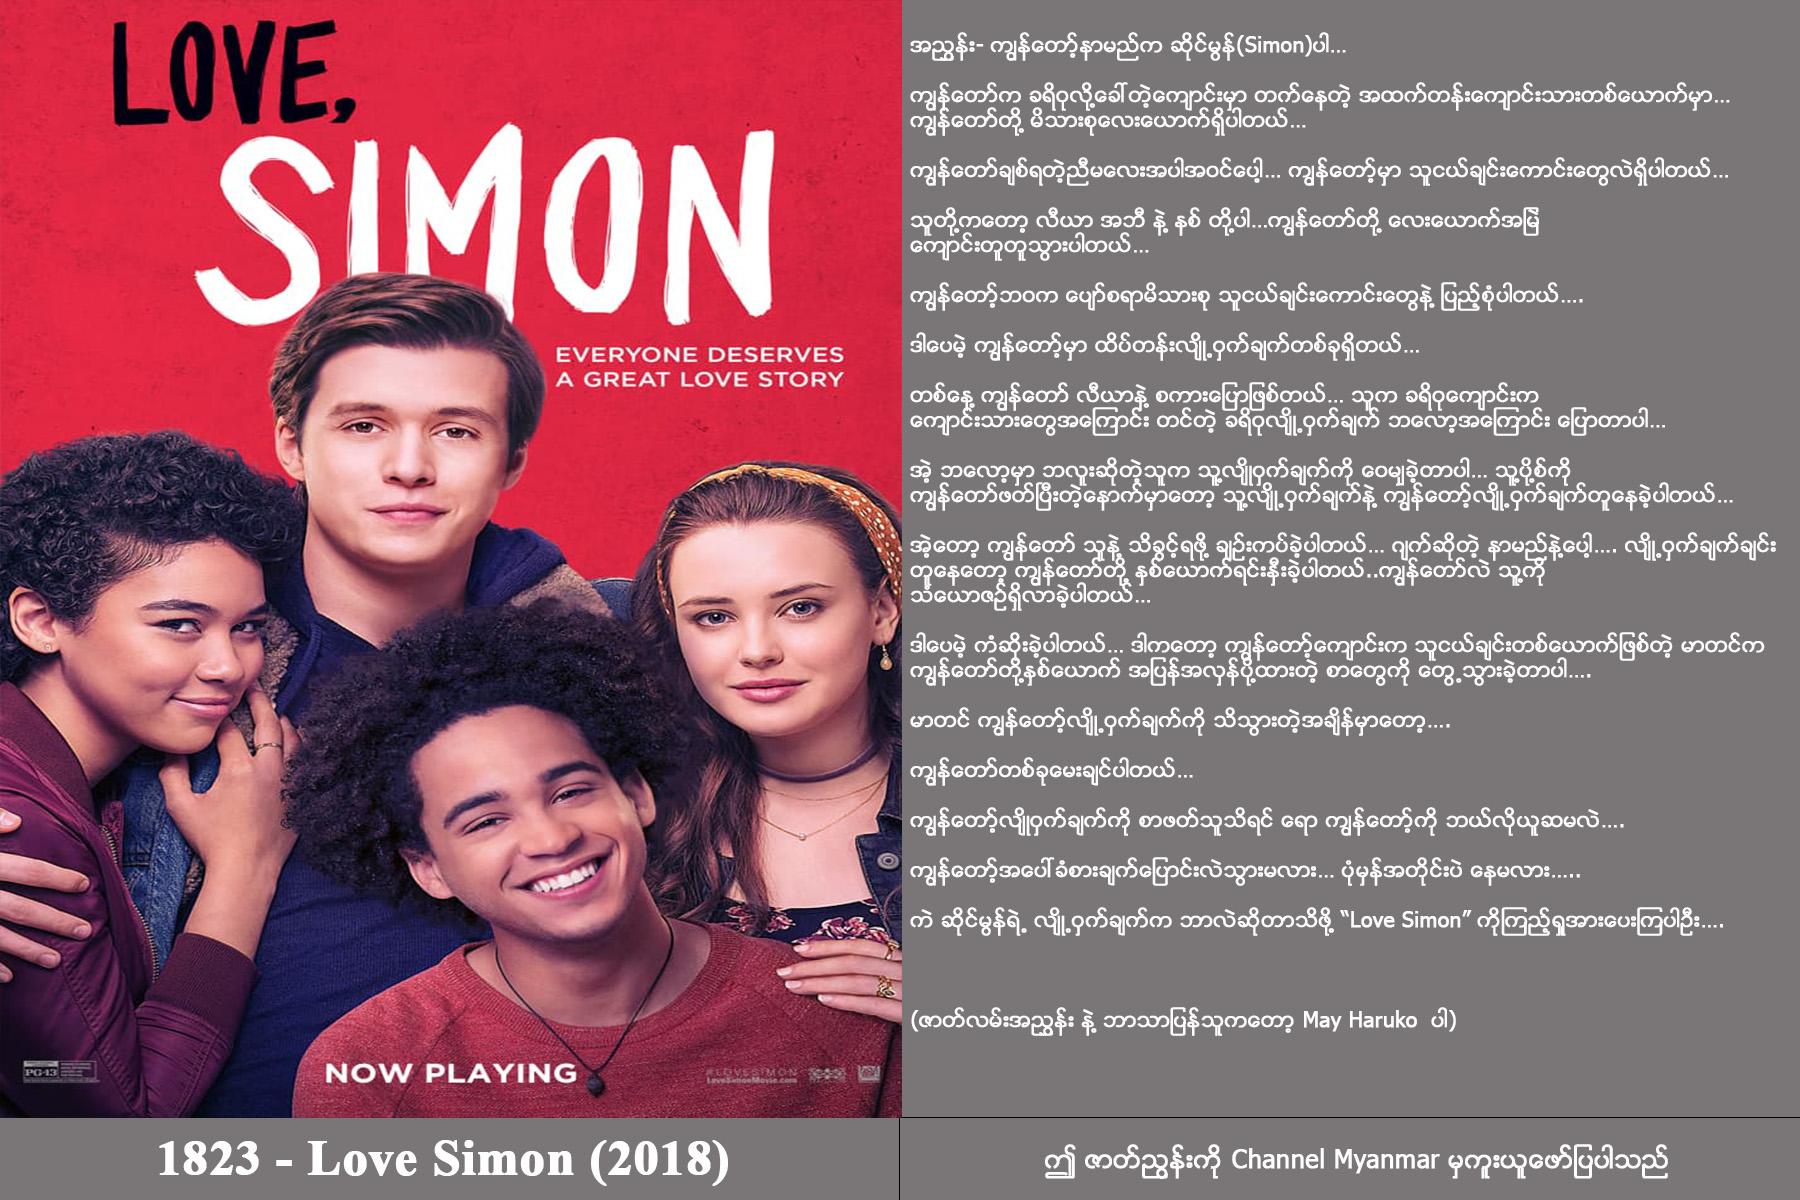 LOVE,
SIMON
EVERYONE DESERVES
A GREAT LOVE STORY
NOW PLAYING
PG-13
#LOVESIMON
LoveSimonMovie.com
1823 - Love Simon (2018)
အညွှန်း- ကျွန်တော့်နာမည်က ဆိုင်မွန်(Simon)ပါ...
ကျွန်တော်က ခရိဝုလို့ခေါ်တဲ့ကျောင်းမှာ တက်နေတဲ့ အထက်တန်းကျောင်းသားတစ်ယောက်မှာ...
ကျွန်တော်တို့ မိသားစုလေးယောက်ရှိပါတယ်...
ကျွန်တော်ချစ်ရတဲ့ညီမလေးအပါအဝင်ပေါ့... ကျွန်တော့်မှာ သူငယ်ချင်းကောင်းတွေလဲရှိပါတယ်...
သူတို့ကတော့ လီယာ အဘီ နဲ့ နစ် တို့ပါ...ကျွန်တော်တို့ လေးယောက်အမြဲ
ကျောင်းတူတူသွားပါတယ်...
ကျွန်တော့်ဘဝက ပျော်စရာမိသားစု သူငယ်ချင်းကောင်းတွေနဲ့ ပြည့်စုံပါတယ်....
ဒါပေမဲ့ ကျွန်တော့်မှာ ထိပ်တန်းလျှို့ဝှက်ချက်တစ်ခုရှိတယ်...
တစ်နေ့ ကျွန်တော် လီယာနဲ့ စကားပြောဖြစ်တယ်... သူက ခရိဝုကျောင်းက
ကျောင်းသားတွေအကြောင်း တင်တဲ့ ခရိဝုလျှို့ဝှက်ချက် ဘလော့အကြောင်း ပြောတာပါ...
အဲ့ ဘလော့မှာ ဘလူးဆိုတဲ့သူက သူ့လျှိုဝှက်ချက်ကို ဝေမျှခဲ့တာပါ... သူ့ပို့စ်ကို
ကျွန်တော်ဖတ်ပြီးတဲ့နောက်မှာတော့ သူ့လျှို့ဝှက်ချက်နဲ့ ကျွန်တော့်လျှို့ဝှက်ချက်တူနေခဲ့ပါတယ်...
အဲ့တော့ ကျွန်တော် သူနဲ့ သိခွင့်ရဖို့ ချဉ်းကပ်ခဲ့ပါတယ်... ဂျက်ဆိုတဲ့ နာမည်နဲ့ပေါ့.... လျှို့ဝှက်ချက်ချင်း
တူနေတော့ ကျွန်တော်တို့ နှစ်ယောက်ရင်းနှီးခဲ့ပါတယ်..ကျွန်တော်လဲ သူ့ကို
သံယောဇဉ်ရှိလာခဲ့ပါတယ်...
ဒါပေမဲ့ ကံဆိုးခဲ့ပါတယ်... ဒါကတော့ ကျွန်တော့်ကျောင်းက သူငယ်ချင်းတစ်ယောက်ဖြစ်တဲ့ မာတင်က
ကျွန်တော်တို့နှစ်ယောက် အပြန်အလှန်ပို့ထားတဲ့ စာတွေကို တွေ့သွားခဲ့တာပါ....
မာတင် ကျွန်တော့်လျှို့ဝှက်ချက်ကို သိသွားတဲ့အချိန်မှာတော့....
ကျွန်တော်တစ်ခုမေးချင်ပါတယ်...
ကျွန်တော့်လျှိုဝှက်ချက်ကို စာဖတ်သူသိရင် ရော ကျွန်တော့်ကို ဘယ်လိုယူဆမလဲ....
ကျွန်တော့်အပေါ်ခံစားချက်ပြောင်းလဲသွားမလား... ပုံမှန်အတိုင်းပဲ နေမလား.....
ကဲ ဆိုင်မွန်ရဲ့ လျှို့ဝှက်ချက်က ဘာလဲဆိုတာသိဖို့ “Love Simon” ကိုကြည့်ရှုအားပေးကြပါဦး....
(ဇာတ်လမ်းအညွှန်း နဲ့ ဘာသာပြန်သူကတော့ May Haruko ပါ)
ဤ ဇာတ်ညွှန်းကို Channel Myanmar မှကူးယူဖော်ပြပါသည်